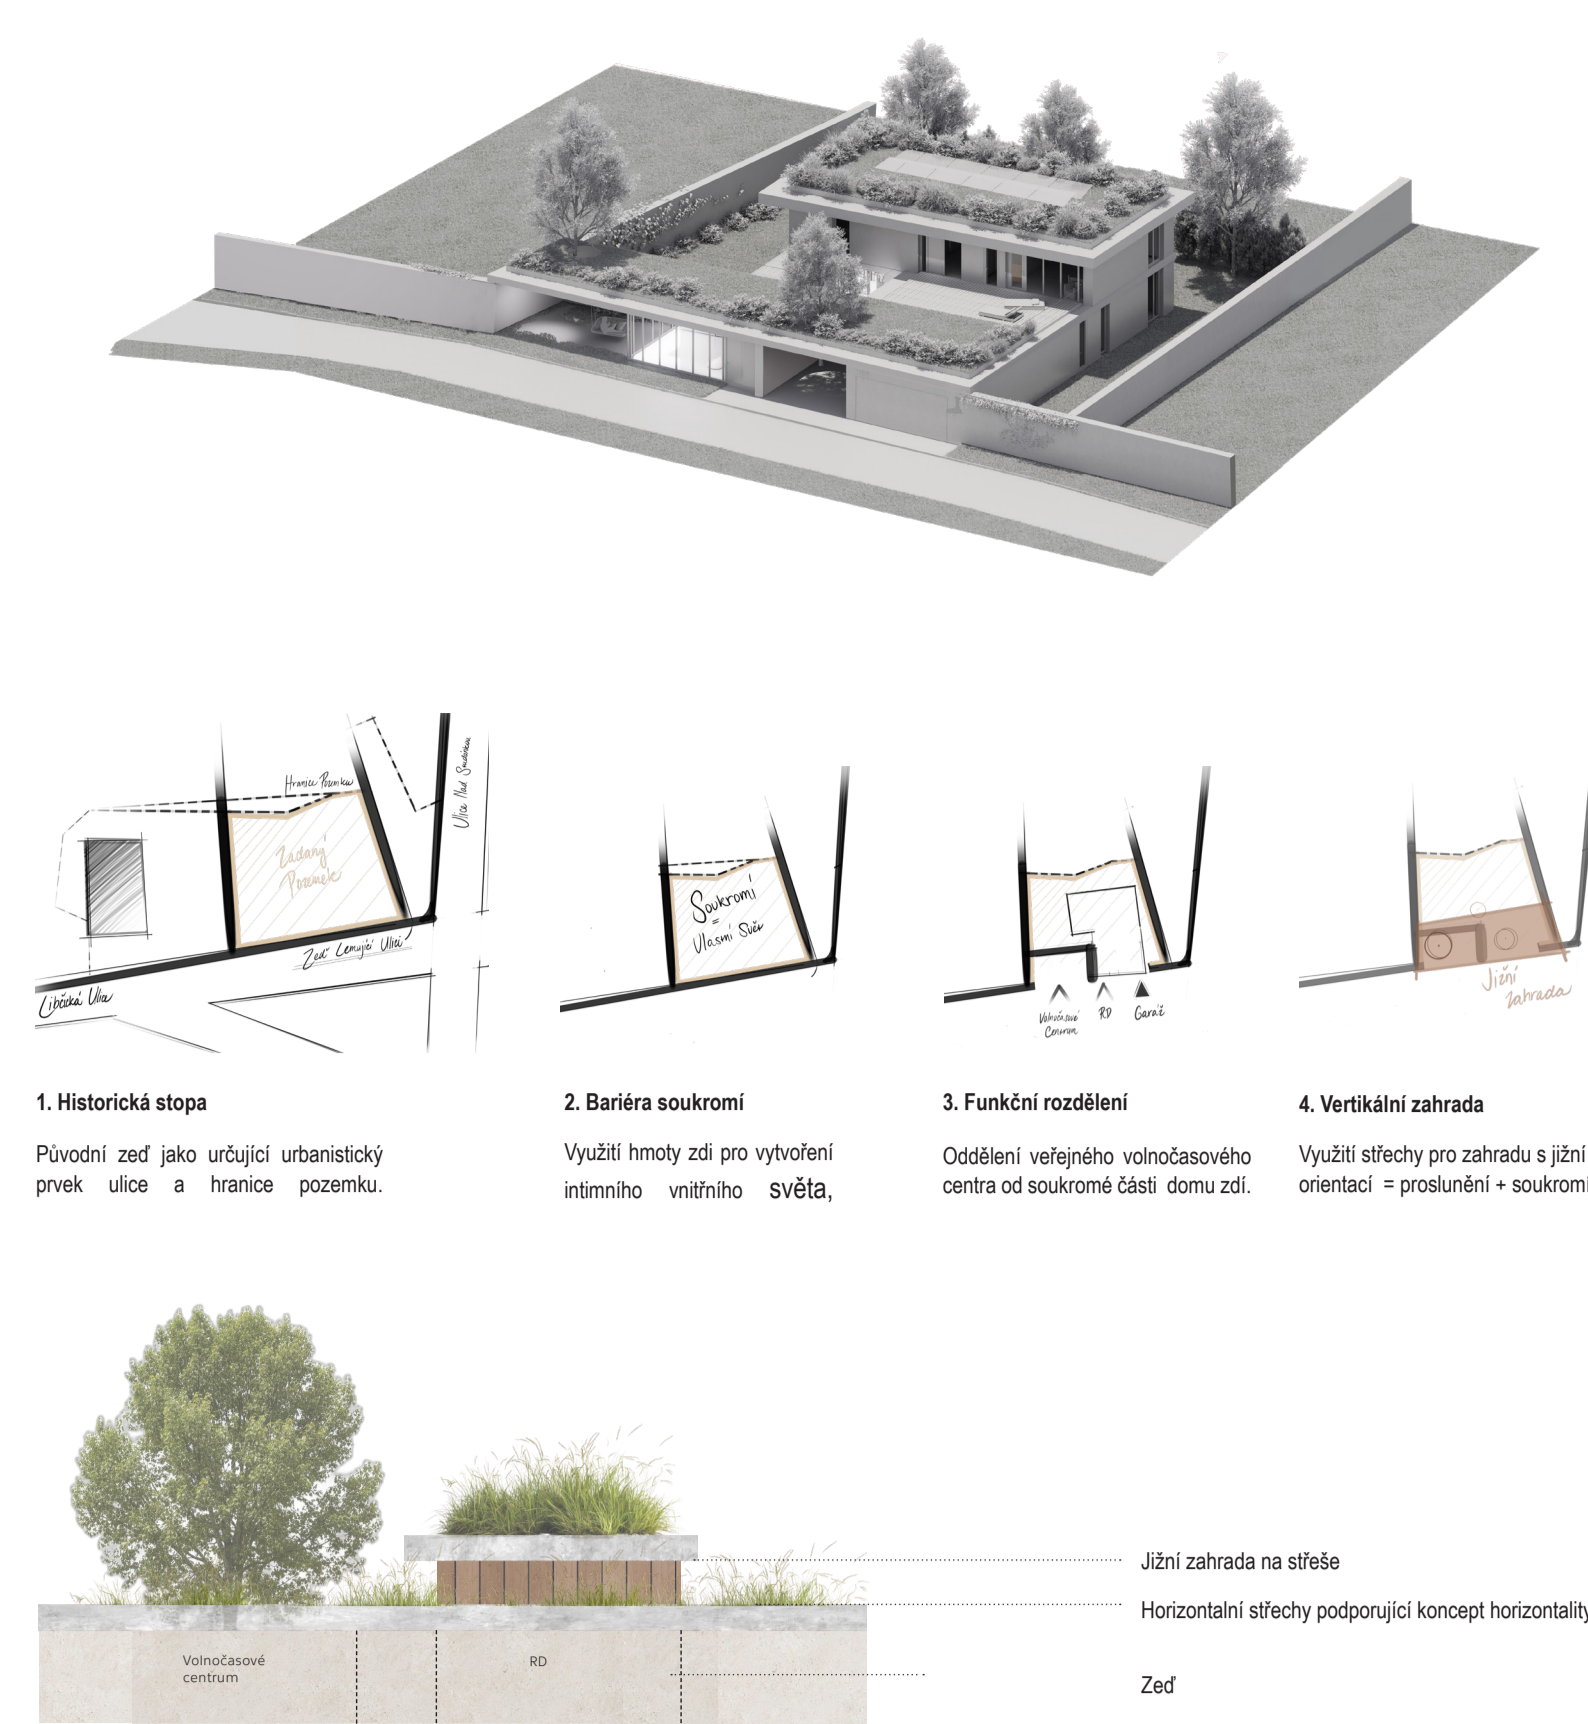 Hranice Pozemku
Ulice Nad
Zadaný
Pozemek
Zeď Lemující Ulici
Libčická Ulice
Soukromí
=
Vlastní Svět
Volnočasové
Centrum
RD
Garáž
Jižní
Zahrada
1. Historická stopa
Původní zeď jako určující urbanistický
prvek ulice a hranice pozemku.
2. Bariéra soukromí
Využití hmoty zdi pro vytvoření
intimního vnitřního světa,
3. Funkční rozdělení
Oddělení veřejného volnočasového
centra od soukromé části domu zdí.
4. Vertikální zahrada
Využití střechy pro zahradu s jižní
orientací = proslunění + soukromí
Jižní zahrada na střeše
Horizontální střechy podporující koncept horizontality
Zeď
Volnočasové
centrum
RD